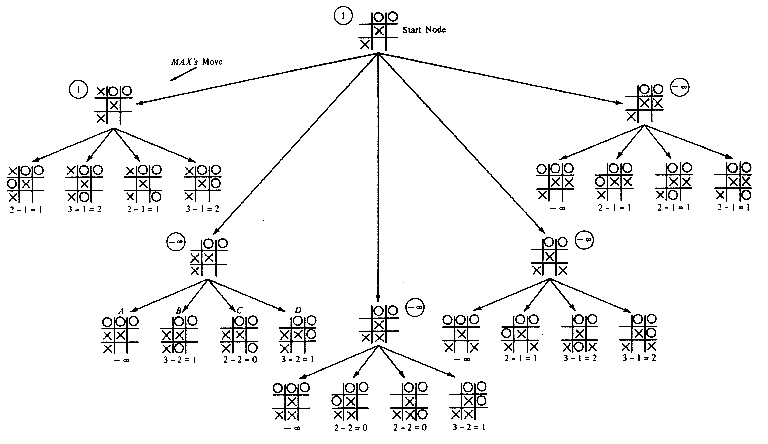 1
Start Node
MAX's Move
1
− ∞
2 − 1 = 1
3 − 1 = 2
2 − 1 = 1
3 − 1 = 2
− ∞
2 − 1 = 1
2 − 1 = 1
2 − 1 = 1
− ∞
− ∞
A B C D
− ∞
− ∞
3 − 2 = 1
2 − 2 = 0
3 − 2 = 1
− ∞
2 − 1 = 1
3 − 1 = 2
3 − 1 = 2
− ∞
2 − 2 = 0
2 − 2 = 0
3 − 2 = 1